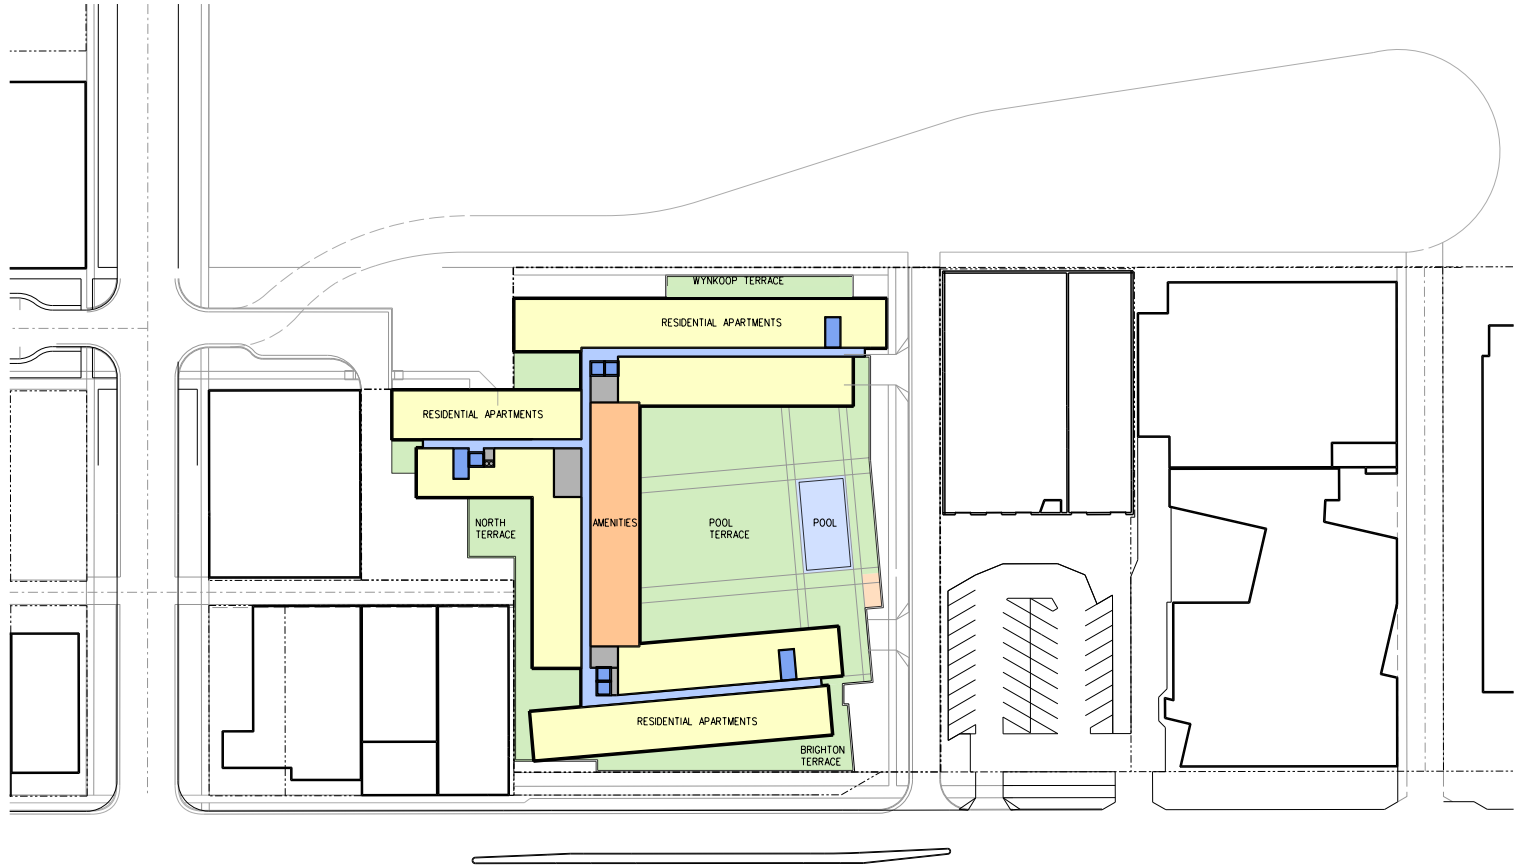 WYNKOOP TERRACE
RESIDENTIAL APARTMENTS
RESIDENTIAL APARTMENTS
NORTH
TERRACE
AMENITIES
POOL
TERRACE
POOL
RESIDENTIAL APARTMENTS
BRIGHTON
TERRACE